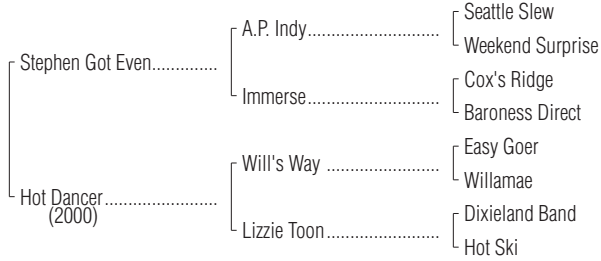 Seattle Slew
A.P. Indy
Weekend Surprise
Stephen Got Even
Cox's Ridge
Immerse
Baroness Direct
Easy Goer
Will's Way
Willamae
Hot Dancer
(2000)
Dixieland Band
Lizzie Toon
Hot Ski